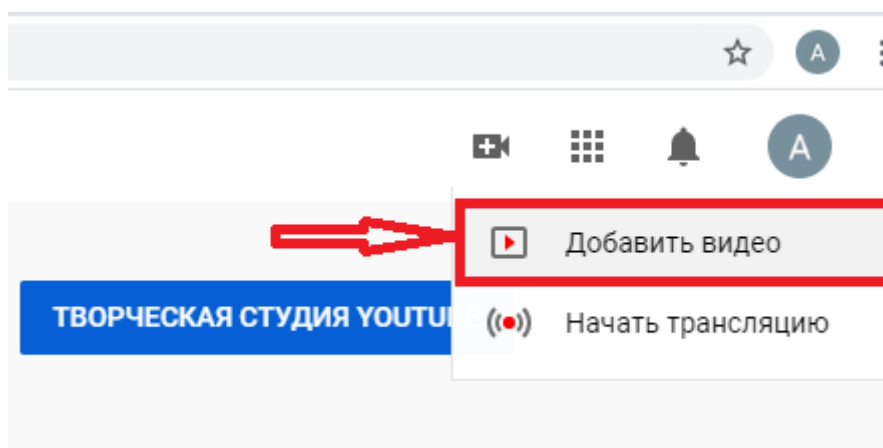 A
A
Добавить видео
ТВОРЧЕСКАЯ СТУДИЯ YOUTU
Начать трансляцию